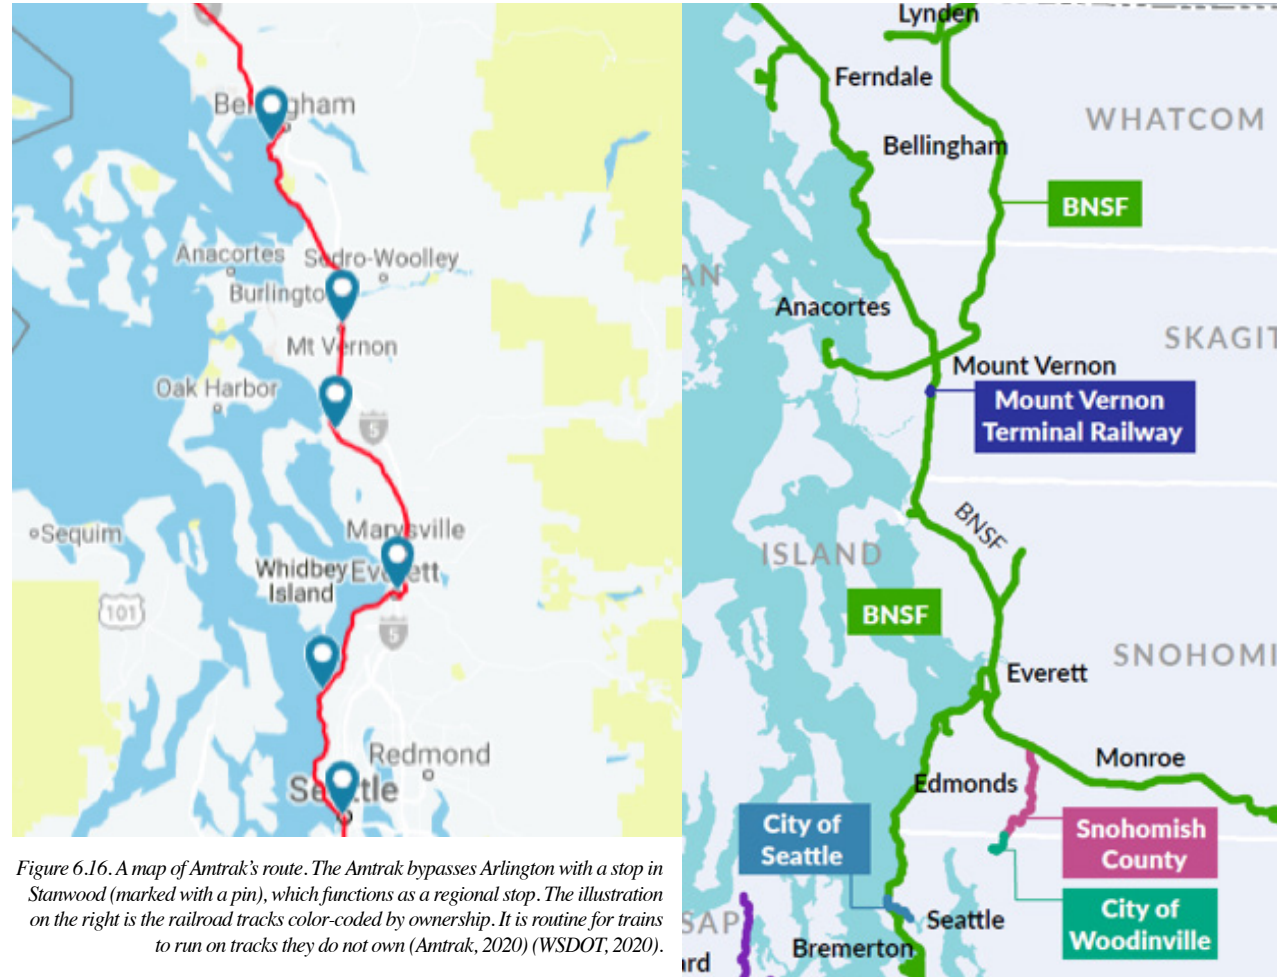 Bellingham
Anacortes
Sedro-Woolley
Burlingto
Mt Vernon
Oak Harbor
5
Marysville
Sequim
Whidbey
Island
Everett
101
5
Redmond
Seattle
Figure 6.16. A map of Amtrak's route. The Amtrak bypasses Arlington with a stop in
Stanwood (marked with a pin), which functions as a regional stop. The illustration
on the right is the railroad tracks color-coded by ownership. It is routine for trains
to run on tracks they do not own (Amtrak, 2020) (WSDOT, 2020).
Lynden
Ferndale
WHATCOM
Bellingham
BNSF
AN
Anacortes
SKAGIT
Mount Vernon
Mount Vernon
Terminal Railway
BNSF
ISLAND
BNSF
SNOHOMI
Everett
Monroe
Edmonds
City of
Seattle
Snohomish
County
City of
Woodinville
SAP
Seattle
Bremerton
ard